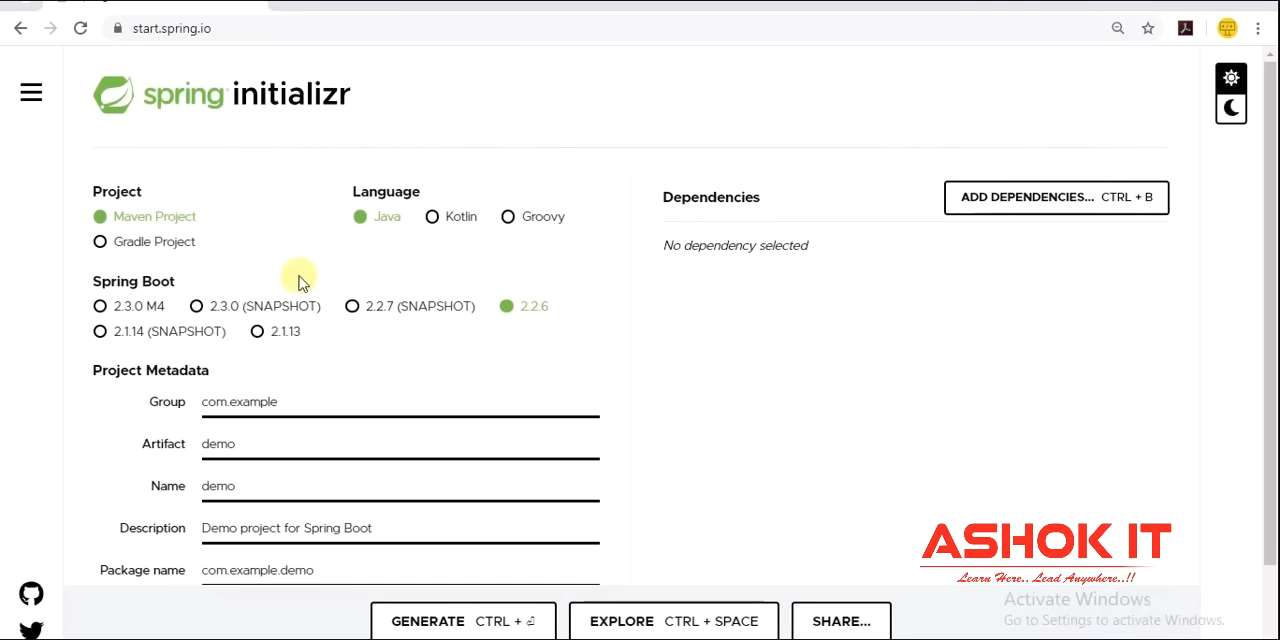 start.spring.io
spring initializr
Project
Language
Maven Project
Java
Kotlin
Groovy
Gradle Project
Spring Boot
2.3.0 M4
2.3.0 (SNAPSHOT)
2.2.7 (SNAPSHOT)
2.2.6
2.1.14 (SNAPSHOT)
2.1.13
Project Metadata
Group com.example
Artifact demo
Name demo
Description Demo project for Spring Boot
Package name com.example.demo
Dependencies
ADD DEPENDENCIES... CTRL + B
No dependency selected
ASHOK IT
Learn Here.. Lead Anywhere..!!
Activate Windows
Go to Settings to activate Windows.
GENERATE CTRL + ⏎
EXPLORE CTRL + SPACE
SHARE...